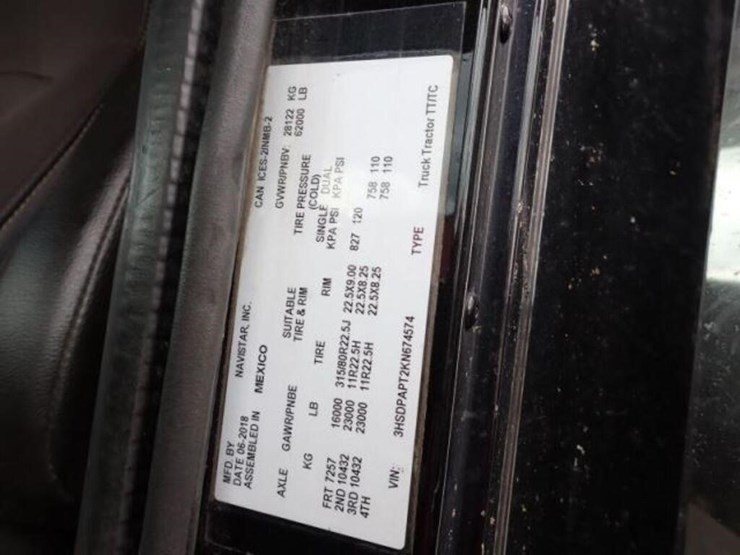 MFD. BY NAVISTAR, INC. CAN ICES-2/NMB-2
DATE 06-2018
ASSEMBLED IN MEXICO GVWR/PNBV: 28122 KG
62000 LB
AXLE GAWR/PNBE SUITABLE TIRE PRESSURE
TIRE & RIM (COLD)
KG LB TIRE RIM SINGLE DUAL
KPA PSI KPA PSI
FRT 7257 16000 315/80R22.5J 22.5X9.00 827 120
2ND 10432 23000 11R22.5H 22.5X8.25 758 110
3RD 10432 23000 11R22.5H 22.5X8.25 758 110
4TH
VIN: 3HSDPAPT2KN674574 TYPE Truck Tractor TT/TC